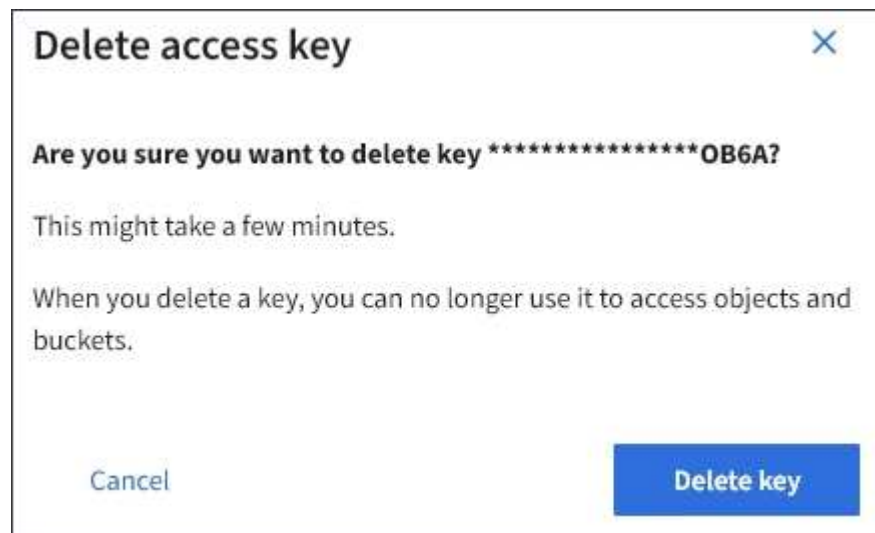 Delete access key
Are you sure you want to delete key ****************OB6A?
This might take a few minutes.
When you delete a key, you can no longer use it to access objects and
buckets.
Cancel
Delete key